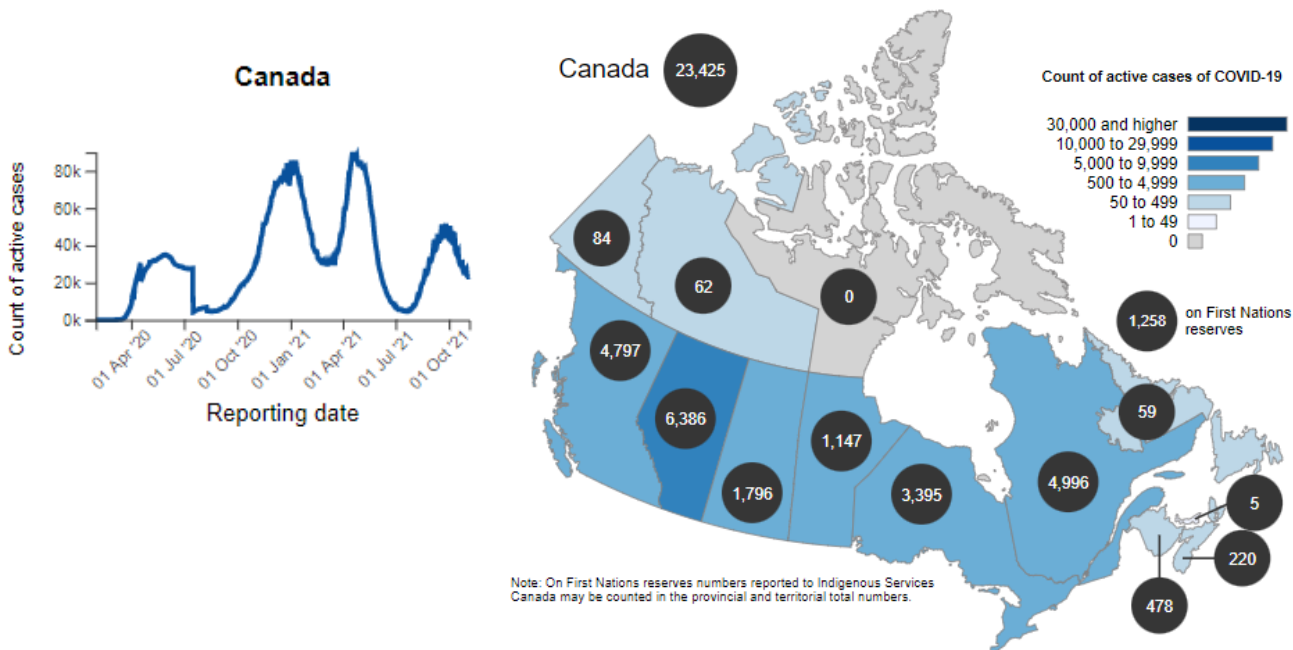 Canada
Count of active cases
80k
60k
40k
20k
0k
01 Apr '20
01 Jul '20
01 Oct '20
01 Jan '21
01 Apr '21
01 Jul '21
01 Oct '21
Reporting date
Canada 23,425
Count of active cases of COVID-19
30,000 and higher
10,000 to 29,999
5,000 to 9,999
500 to 4,999
50 to 499
1 to 49
0
84
62
0
1,258 on First Nations
reserves
4,797
6,386
1,796
1,147
3,395
4,996
59
5
220
478
Note: On First Nations reserves numbers reported to Indigenous Services
Canada may be counted in the provincial and territorial total numbers.